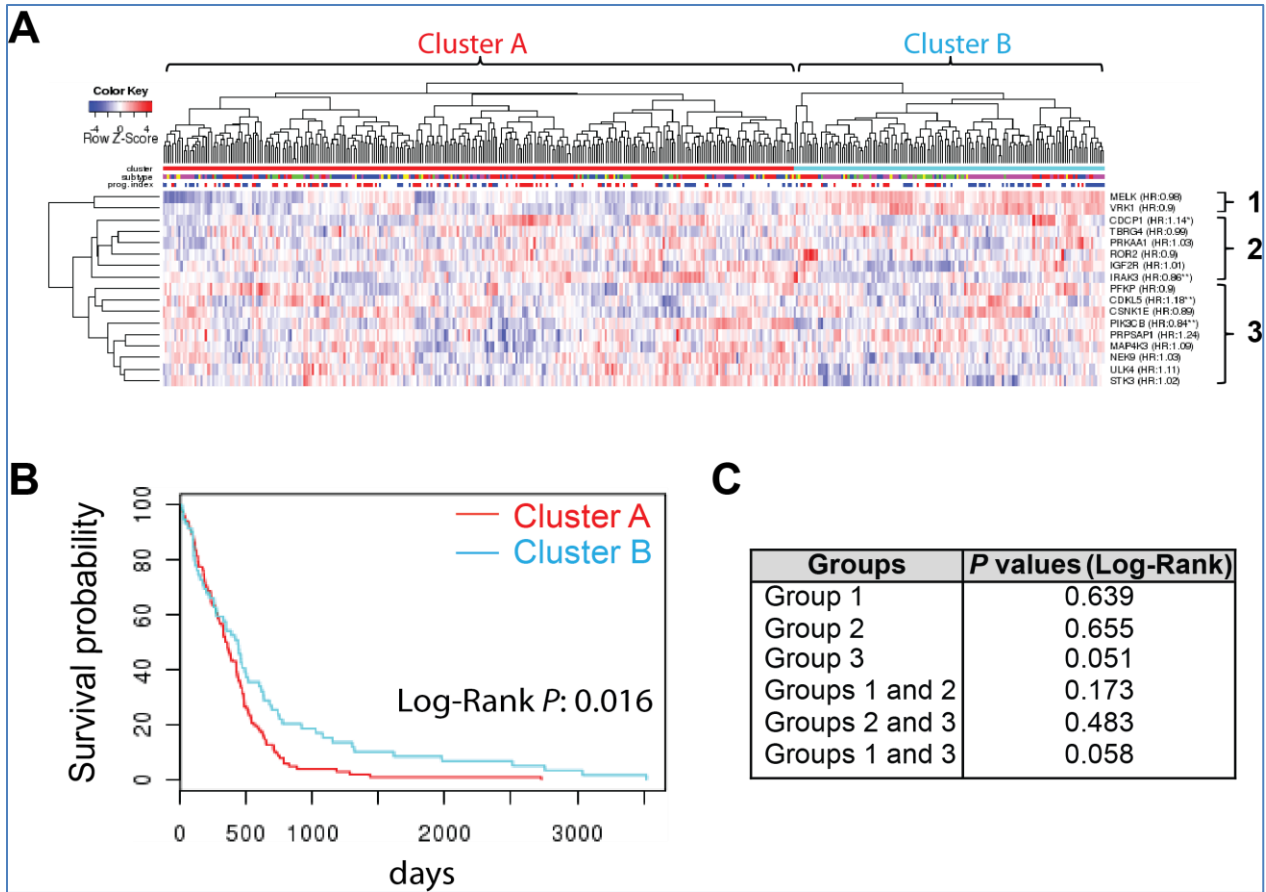 A
Cluster A
Cluster B
Color Key
-4 0 4
Row Z-Score
cluster
subtype
prog.index
MELK (HR:0.98)
VRK1 (HR:0.9)
CDCP1 (HR:1.14*)
TBRG4 (HR:0.99)
PRKAA1 (HR:1.03)
ROR2 (HR:0.9)
IGF2R (HR:1.01)
IRAK3 (HR:0.86**)
PFKP (HR:0.9)
CDKL5 (HR:1.18**)
CSNK1E (HR:0.89)
PIK3CB (HR:0.84**)
PRPSAP1 (HR:1.24)
MAP4K3 (HR:1.09)
NEK9 (HR:1.03)
ULK4 (HR:1.11)
STK3 (HR:1.02)
1
2
3
B
Survival probability
100
80
60
40
20
0
Cluster A
Cluster B
Log-Rank P: 0.016
0 500 1000 2000 3000
days
C
Groups P values (Log-Rank)
Group 1 0.639
Group 2 0.655
Group 3 0.051
Groups 1 and 2 0.173
Groups 2 and 3 0.483
Groups 1 and 3 0.058